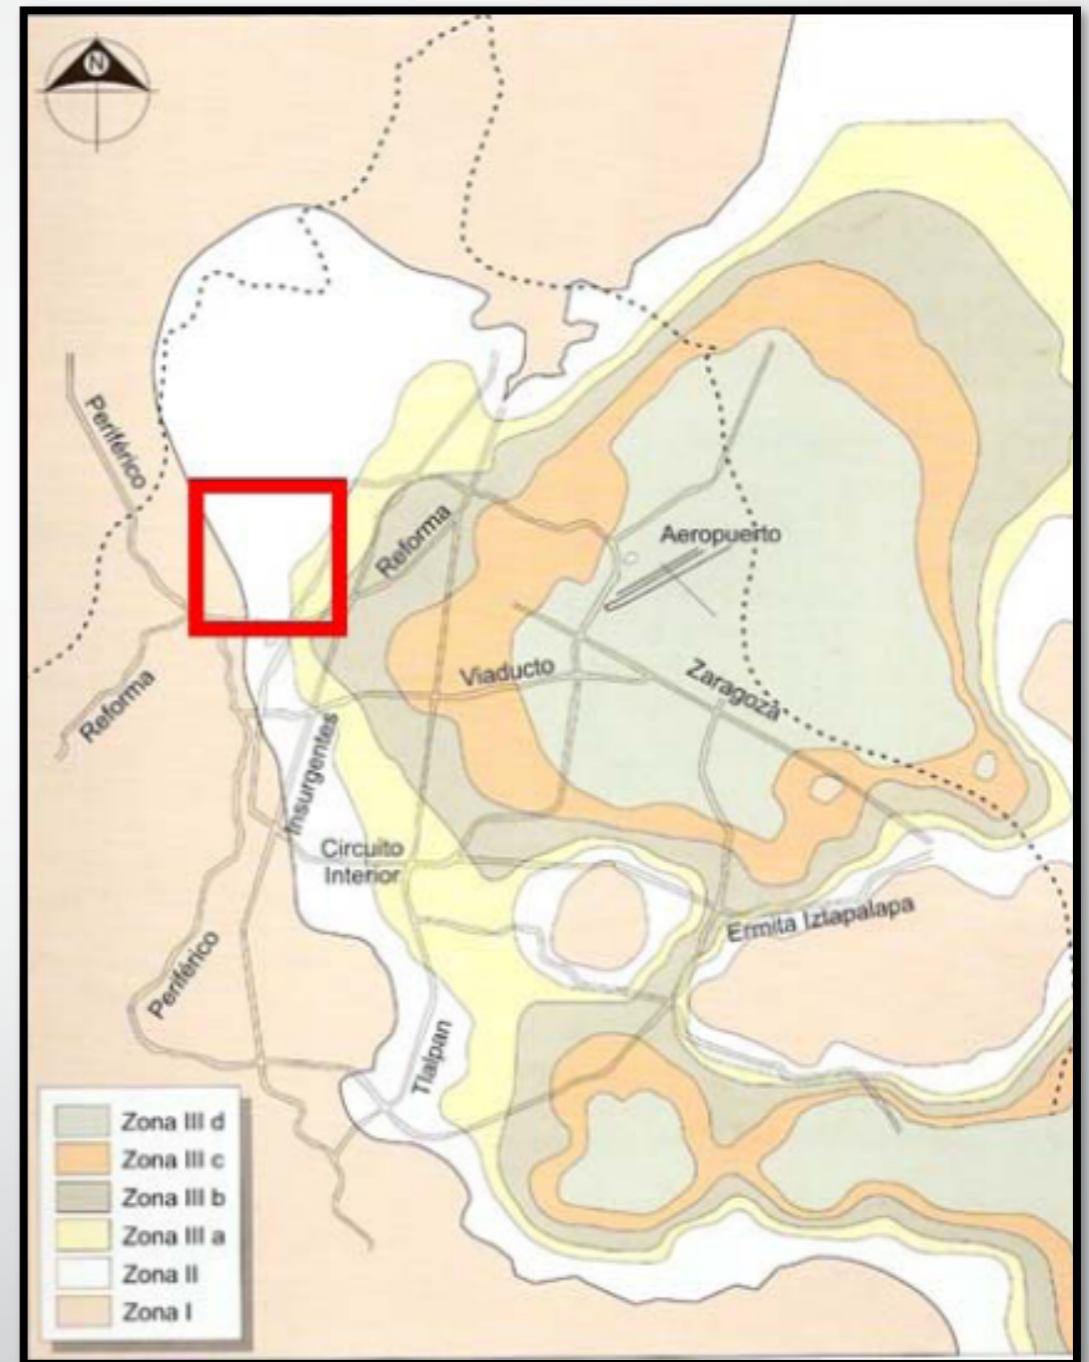 N
Periférico
Reforma
Aeropuerto
Reforma
Viaducto
Zaragoza
Insurgentes
Circuito
Interior
Ermita Iztapalapa
Periférico
Tlalpan
Zona III d
Zona III c
Zona III b
Zona III a
Zona II
Zona I